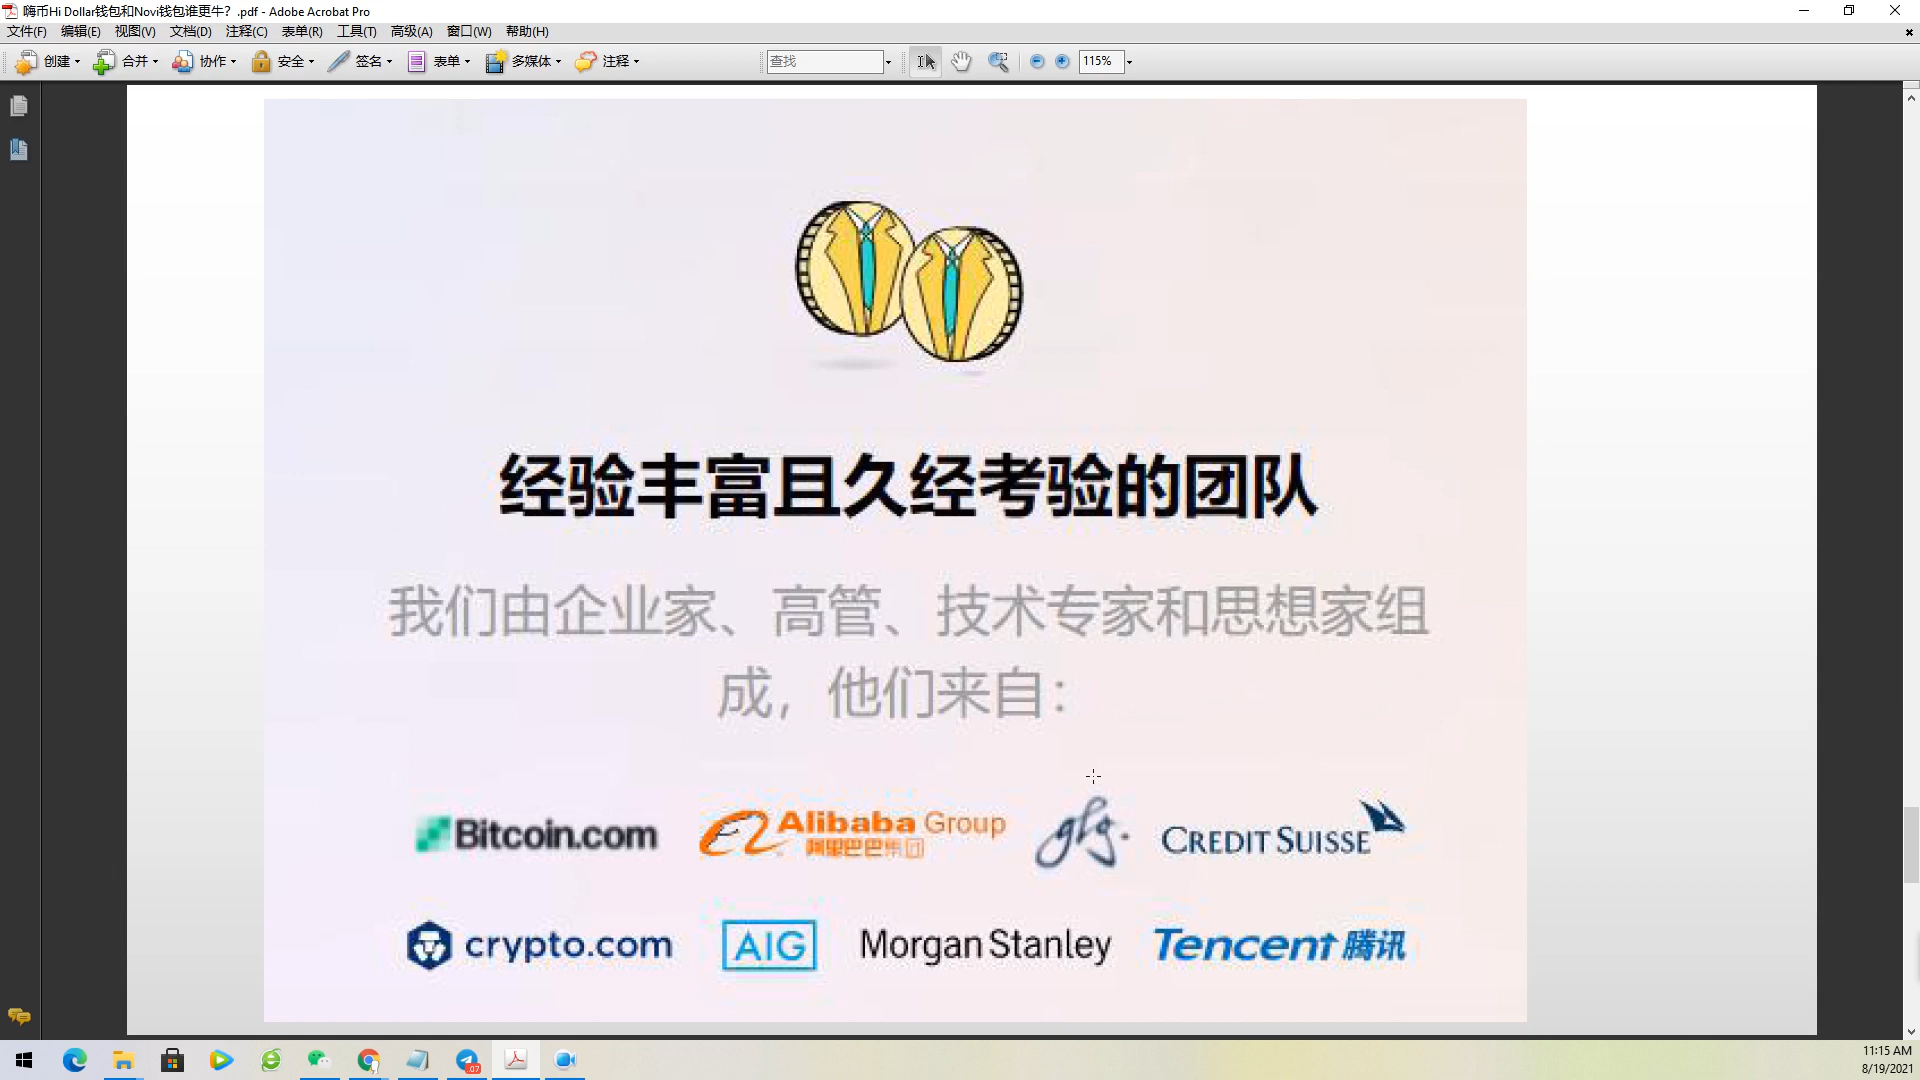 嗨币Hi Dollar钱包和Novi钱包谁更牛？.pdf - Adobe Acrobat Pro
文件(F) 编辑(E) 视图(V) 文档(D) 注释(C) 表单(R) 工具(T) 高级(A) 窗口(W) 帮助(H)
创建 合并 协作 安全 签名 表单 多媒体 注释 查找 115%
经验丰富且久经考验的团队
我们由企业家、高管、技术专家和思想家组
成，他们来自：
Bitcoin.com Alibaba Group 阿里巴巴集团 glg. CREDIT SUISSE
crypto.com AIG Morgan Stanley Tencent 腾讯
11:15 AM
8/19/2021